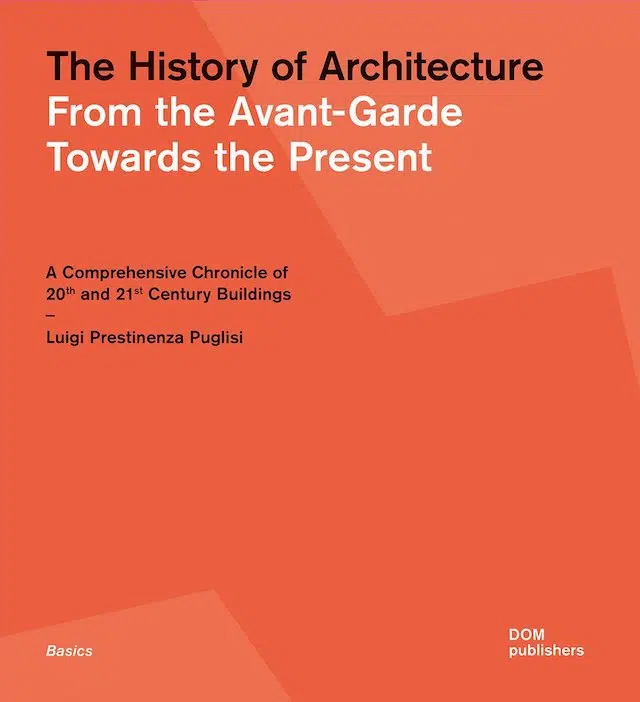 The History of Architecture
From the Avant-Garde
Towards the Present
A Comprehensive Chronicle of
20th and 21st Century Buildings
–
Luigi Prestinenza Puglisi
Basics
DOM
publishers